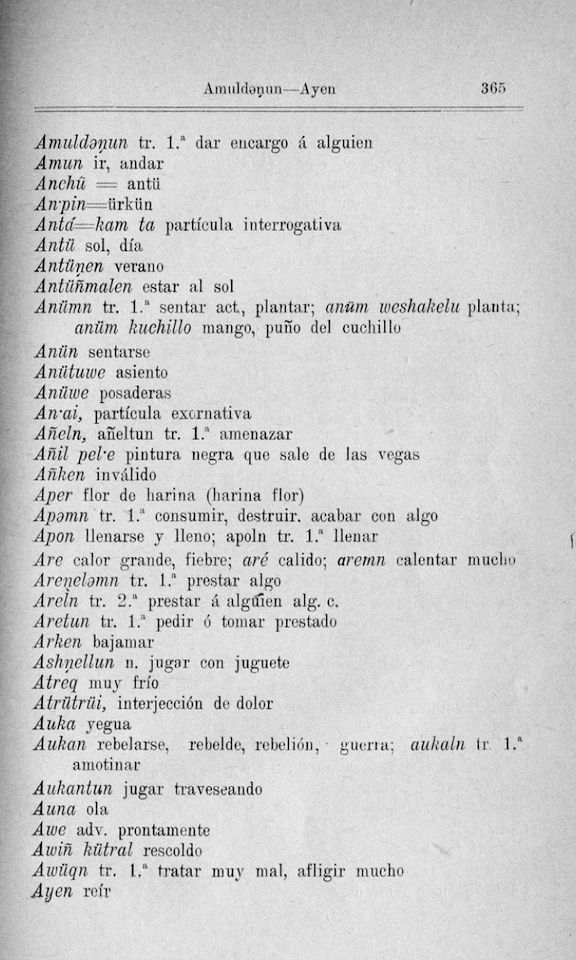 Amuldəṇun—Ayen 365
Amuldəṇun tr. 1.ª dar encargo á alguien
Amun ir, andar
Anchû = antü
An·pin=ürkün
Antá=kam ta partícula interrogativa
Antü sol, día
Antüṇen verano
Antüñmalen estar al sol
Anümn tr. 1.ª sentar act., plantar; anüm weshakelu planta;
anüm kuchillo mango, puño del cuchillo
Anün sentarse
Anütuwe asiento
Anüwe posaderas
An·ai, partícula exornativa
Añeln, añeltun tr. 1.ª amenazar
Añil pel·e pintura negra que sale de las vegas
Añken inválido
Aper flor de harina (harina flor)
Apəmn tr. 1.ª consumir, destruir. acabar con algo
Apon llenarse y lleno; apoln tr. 1.ª llenar
Are calor grande, fiebre; aré calido; aremn calentar mucho
Areṇeləmn tr. 1.ª prestar algo
Areḷn tr. 2.ª prestar á alguien alg. c.
Aretun tr. 1.ª pedir ó tomar prestado
Arken bajamar
Ashṇellun n. jugar con juguete
Atreq muy frío
Atrütrüi, interjección de dolor
Auka yegua
Aukan rebelarse, rebelde, rebelión, guerra; aukaln tr. 1.ª
amotinar
Aukantun jugar traveseando
Auna ola
Awe adv. prontamente
Awiñ kütral rescoldo
Awüqn tr. 1.ª tratar muy mal, afligir mucho
Ayen reír